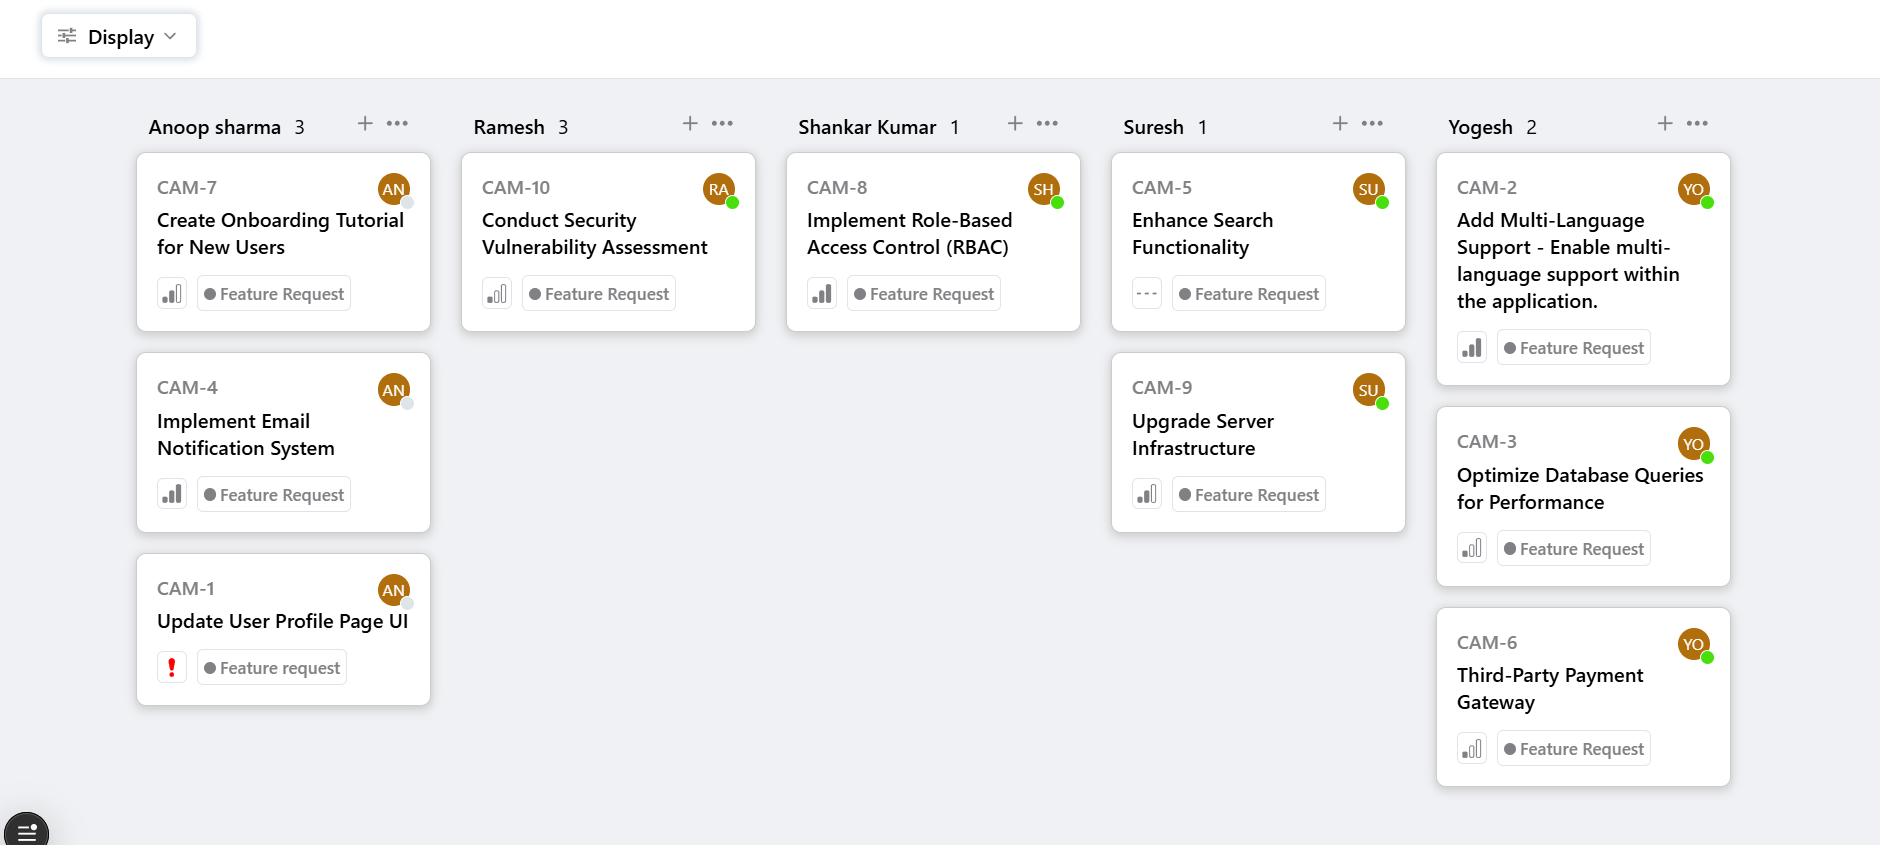 Display
Anoop sharma 3
CAM-7
AN
Create Onboarding Tutorial
for New Users
Feature Request
CAM-4
AN
Implement Email
Notification System
Feature Request
CAM-1
AN
Update User Profile Page UI
Feature request
Ramesh 3
CAM-10
RA
Conduct Security
Vulnerability Assessment
Feature Request
Shankar Kumar 1
CAM-8
SH
Implement Role-Based
Access Control (RBAC)
Feature Request
Suresh 1
CAM-5
SU
Enhance Search
Functionality
Feature Request
CAM-9
SU
Upgrade Server
Infrastructure
Feature Request
Yogesh 2
CAM-2
YO
Add Multi-Language
Support - Enable multi-
language support within
the application.
Feature Request
CAM-3
YO
Optimize Database Queries
for Performance
Feature Request
CAM-6
YO
Third-Party Payment
Gateway
Feature Request